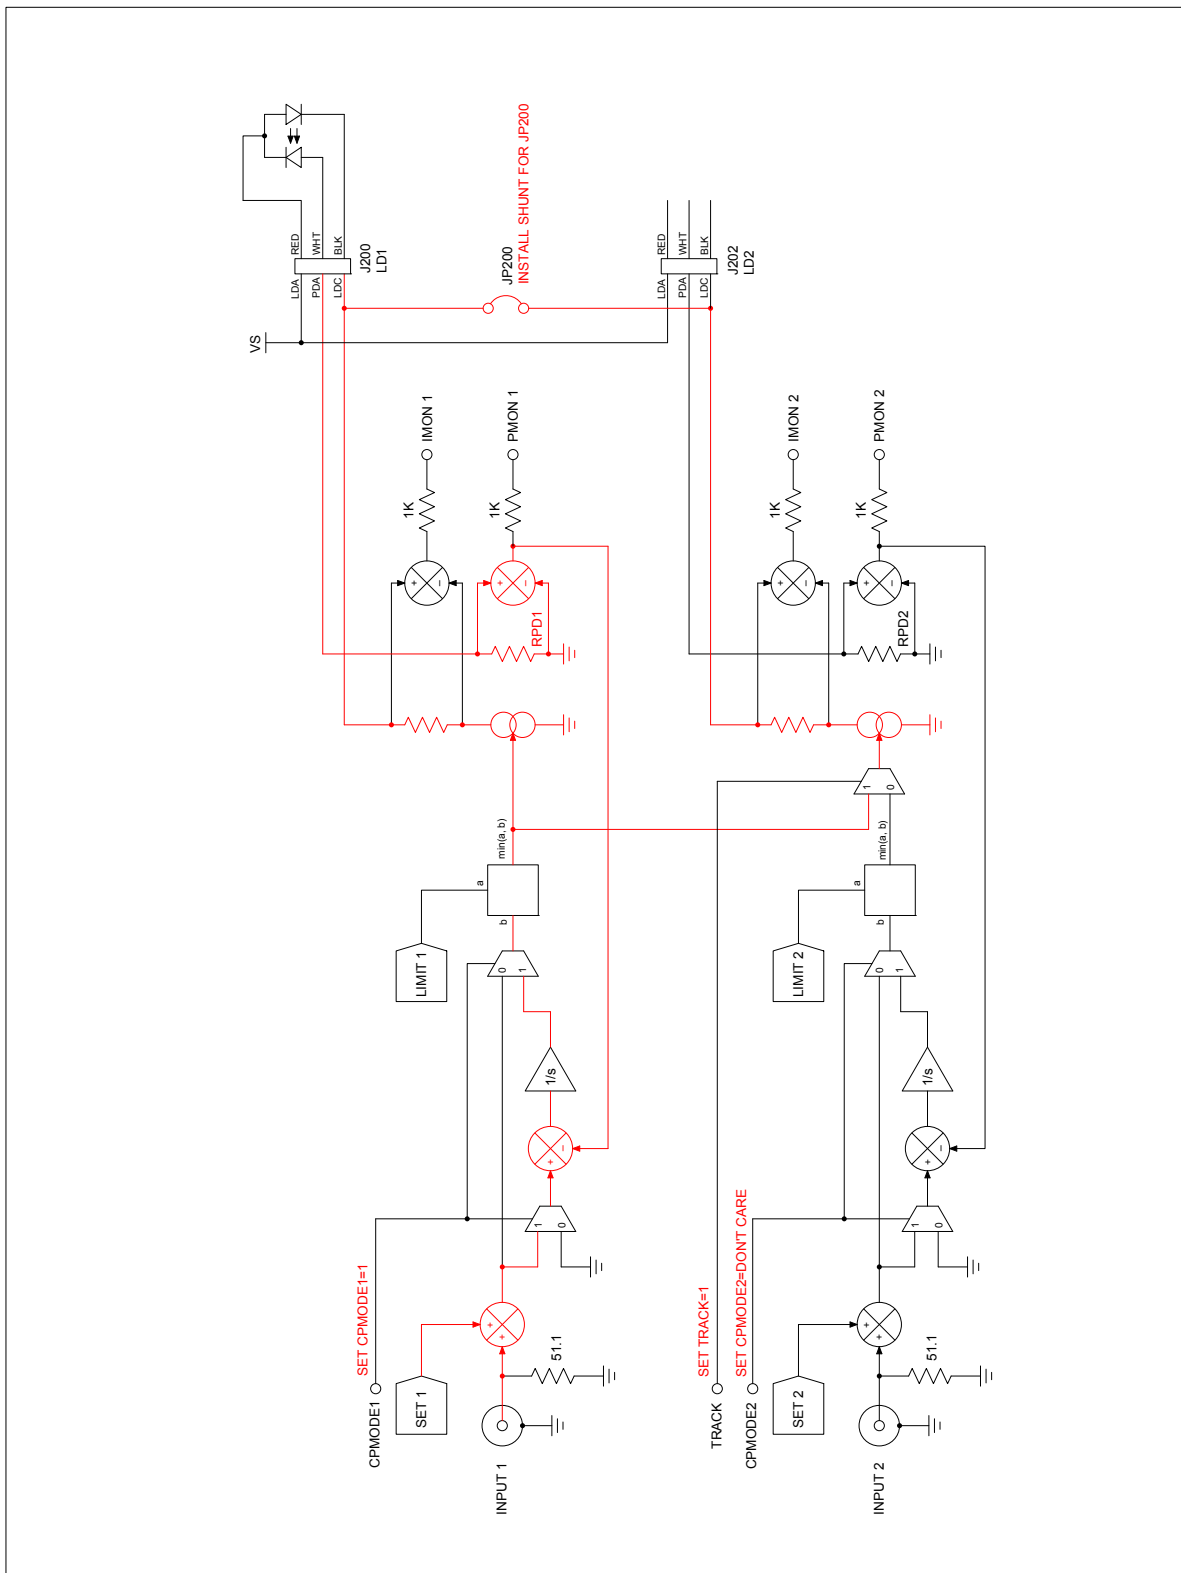 VS
LDA
PDA
LDC
RED
WHT
BLK
J200
LD1
JP200
INSTALL SHUNT FOR JP200
LDA
PDA
LDC
RED
WHT
BLK
J202
LD2
1K
IMON 1
+
−
1K
PMON 1
+
−
RPD1
1K
IMON 2
+
−
1K
PMON 2
+
−
RPD2
SET CPMODE1=1
CPMODE1
SET 1
INPUT 1
51.1
+
+
1
0
+
−
1/s
0
1
LIMIT 1
a
b
min(a, b)
SET TRACK=1
TRACK
SET CPMODE2=DON'T CARE
CPMODE2
SET 2
INPUT 2
51.1
+
+
1
0
+
−
1/s
0
1
LIMIT 2
a
b
min(a, b)
1
0